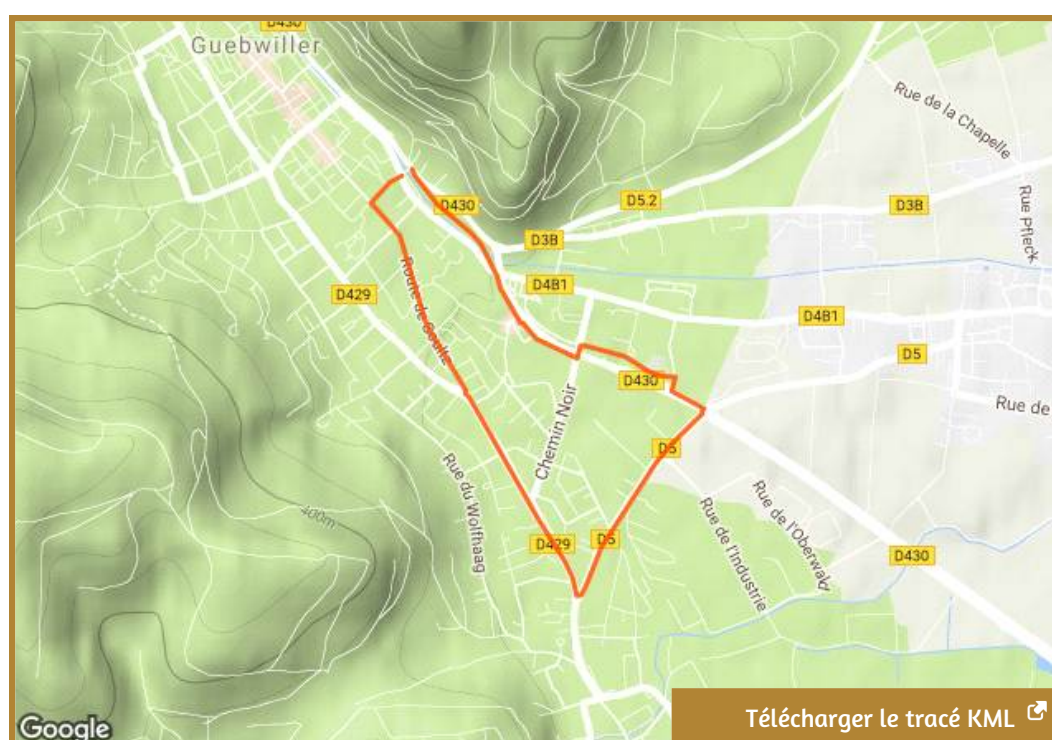 D430
Guebwiller
Rue de la Chapelle
D5.2
D430
D3B
Rue Pfleck
D3B
D4B1
D429
Route de Soultz
D4B1
D5
D430
Chemin Noir
Rue de
D5
Rue du Wolfhaag
400m
Rue de l'Industrie
Rue de l'Oberwald
D429
D5
D430
Google
Télécharger le tracé KML